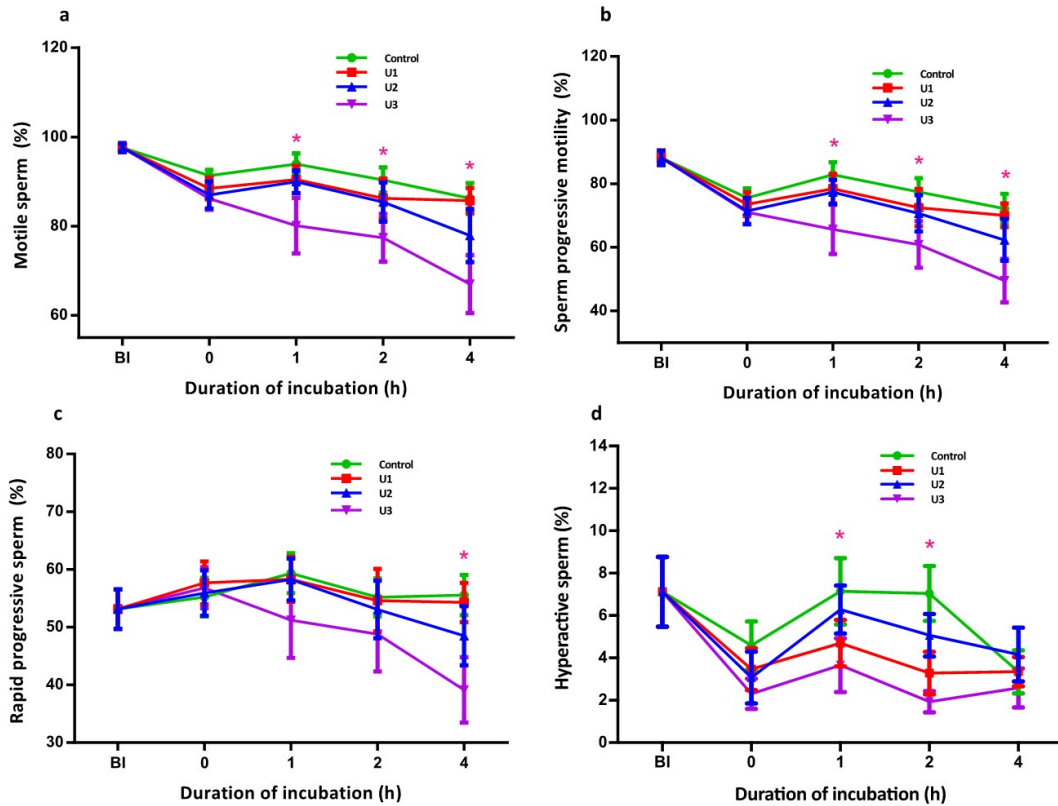 a
Motile sperm (%)
120
100
80
60
Control
U1
U2
U3
* * *
BI 0 1 2 4
Duration of incubation (h)
b
Sperm progressive motility (%)
120
100
80
60
40
Control
U1
U2
U3
* * *
BI 0 1 2 4
Duration of incubation (h)
c
Rapid progressive sperm (%)
80
70
60
50
40
30
Control
U1
U2
U3
*
BI 0 1 2 4
Duration of incubation (h)
d
Hyperactive sperm (%)
14
12
10
8
6
4
2
0
Control
U1
U2
U3
* *
BI 0 1 2 4
Duration of incubation (h)